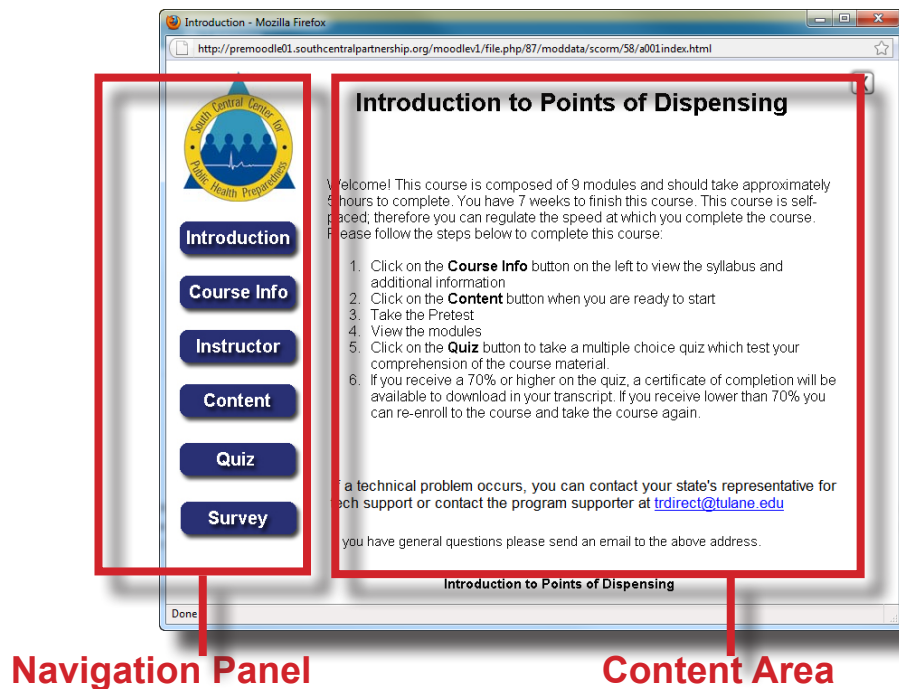 Introduction - Mozilla Firefox
http://premoodle01.southcentralpartnership.org/moodlev1/file.php/87/moddata/scorm/58/a001index.html
South Central Center for
Public Health Preparedness
X
Introduction to Points of Dispensing
Welcome! This course is composed of 9 modules and should take approximately
5 hours to complete. You have 7 weeks to finish this course. This course is self-
paced; therefore you can regulate the speed at which you complete the course.
Please follow the steps below to complete this course:
1. Click on the Course Info button on the left to view the syllabus and
additional information
2. Click on the Content button when you are ready to start
3. Take the Pretest
4. View the modules
5. Click on the Quiz button to take a multiple choice quiz which test your
comprehension of the course material.
6. If you receive a 70% or higher on the quiz, a certificate of completion will be
available to download in your transcript. If you receive lower than 70% you
can re-enroll to the course and take the course again.
If a technical problem occurs, you can contact your state's representative for
tech support or contact the program supporter at trdirect@tulane.edu
you have general questions please send an email to the above address.
Introduction to Points of Dispensing
Introduction
Course Info
Instructor
Content
Quiz
Survey
Done
Navigation Panel
Content Area